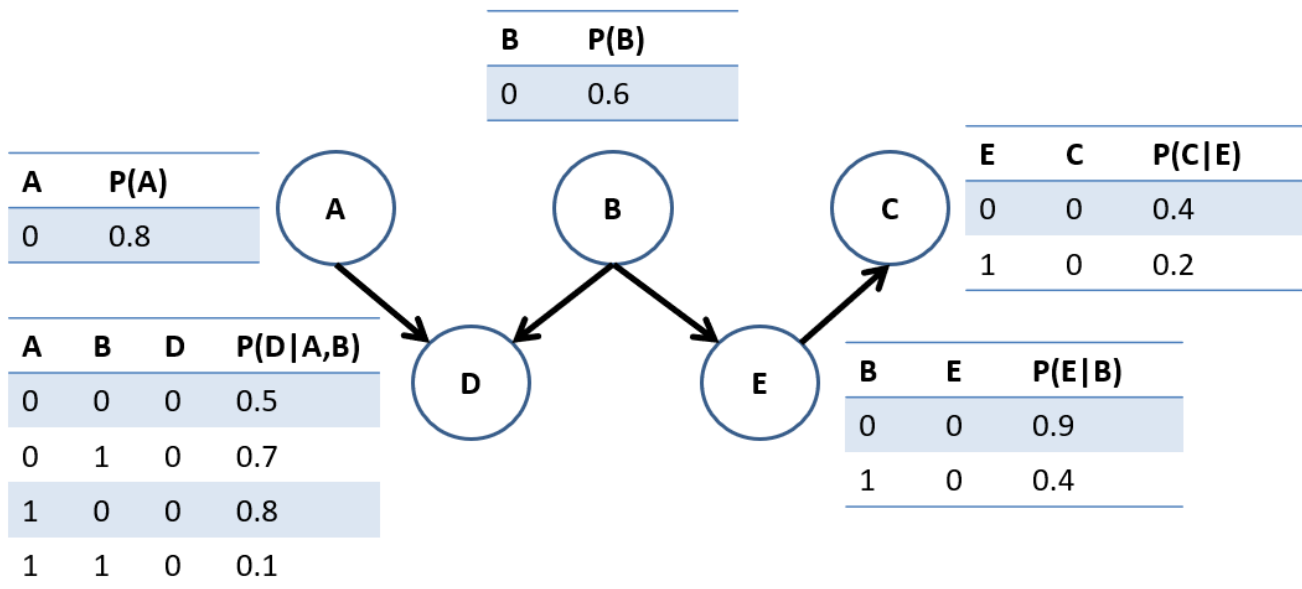 B P(B)
0 0.6
A P(A)
0 0.8
A
B
C
E C P(C|E)
0 0 0.4
1 0 0.2
A B D P(D|A,B)
0 0 0 0.5
0 1 0 0.7
1 0 0 0.8
1 1 0 0.1
D
E
B E P(E|B)
0 0 0.9
1 0 0.4